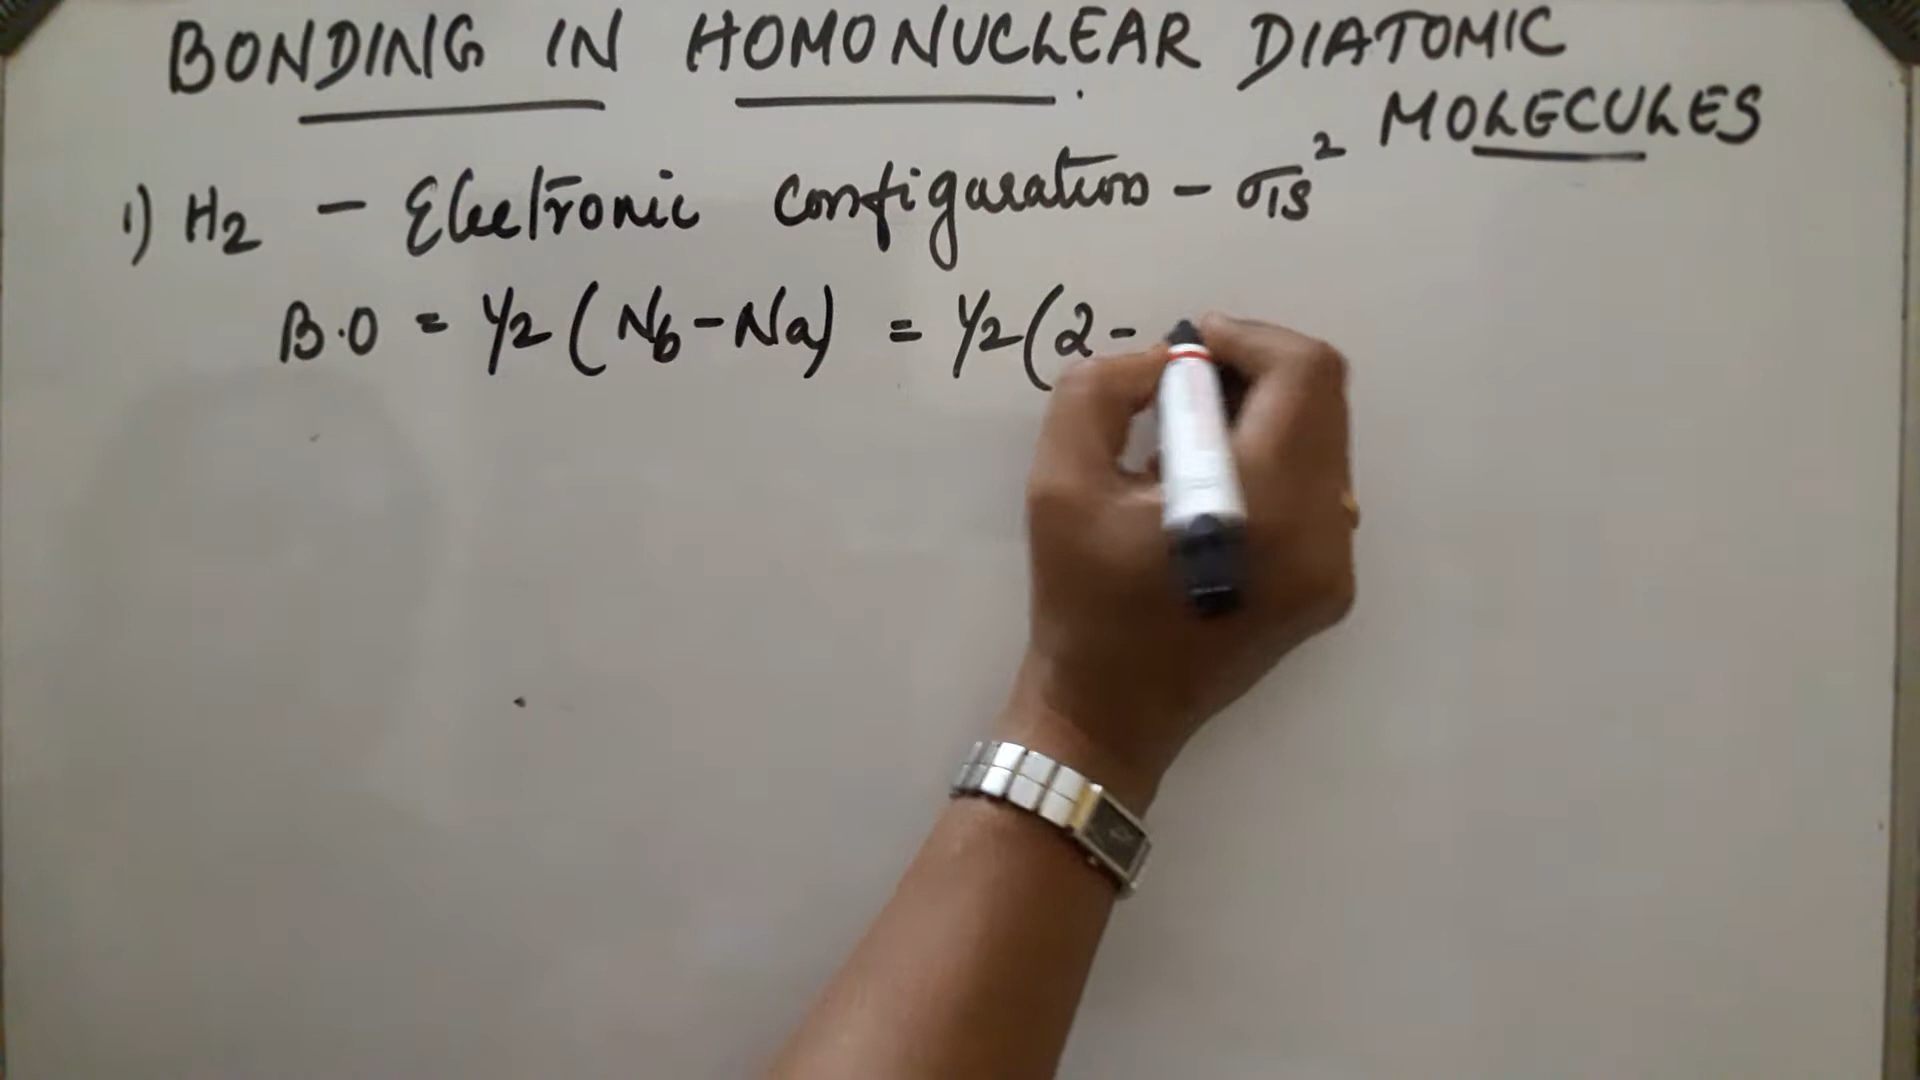 BONDING IN HOMONUCLEAR DIATOMIC
MOLECULES
1) H2 - Electronic configuration - σ1s²
B.O = 1/2 (Nb - Na) = 1/2 (2 -